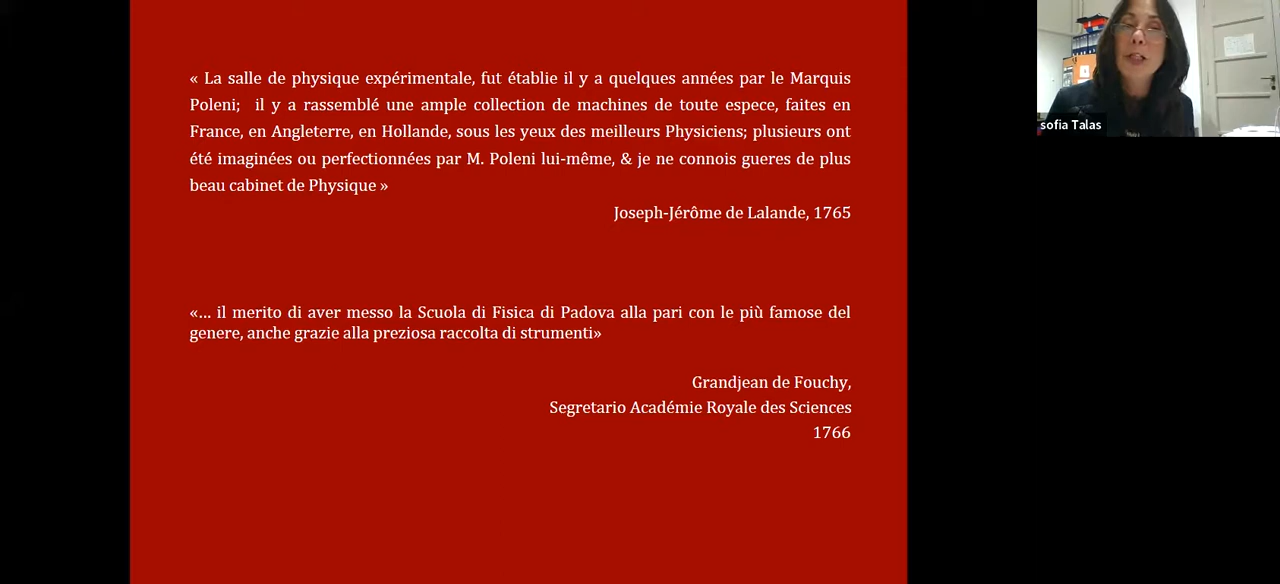 « La salle de physique expérimentale, fut établie il y a quelques années par le Marquis
Poleni; il y a rassemblé une ample collection de machines de toute espece, faites en
France, en Angleterre, en Hollande, sous les yeux des meilleurs Physiciens; plusieurs ont
été imaginées ou perfectionnées par M. Poleni lui-même, & je ne connois gueres de plus
beau cabinet de Physique »
Joseph-Jérôme de Lalande, 1765
«... il merito di aver messo la Scuola di Fisica di Padova alla pari con le più famose del
genere, anche grazie alla preziosa raccolta di strumenti»
Grandjean de Fouchy,
Segretario Académie Royale des Sciences
1766
sofia Talas